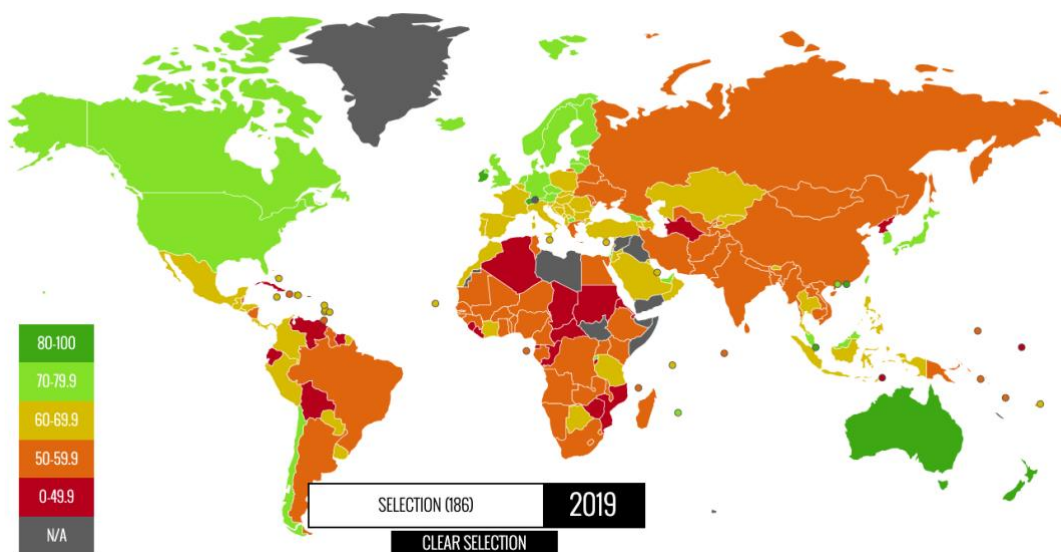 80-100
70-79.9
60-69.9
50-59.9
0-49.9
N/A
SELECTION (186)
2019
CLEAR SELECTION